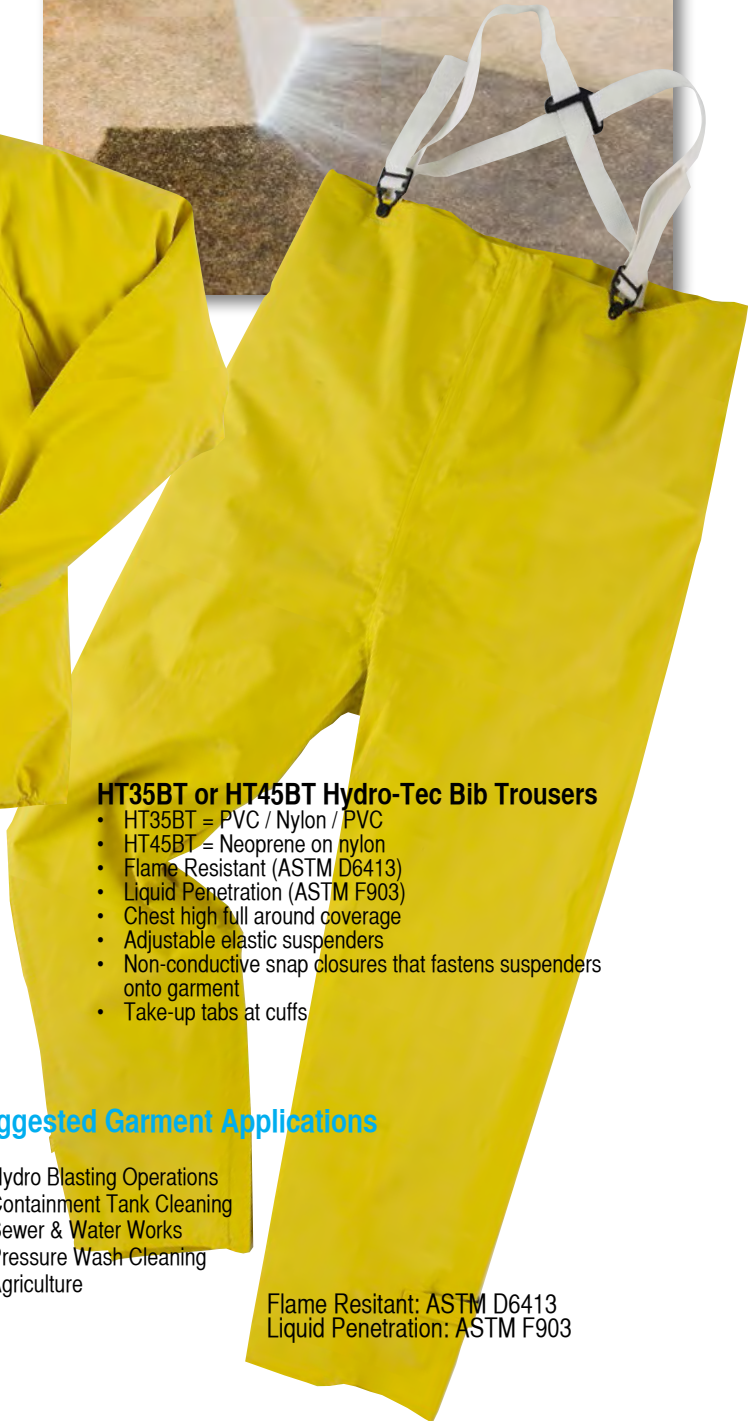 HT35BT or HT45BT Hydro-Tec Bib Trousers
• HT35BT = PVC / Nylon / PVC
• HT45BT = Neoprene on nylon
• Flame Resistant (ASTM D6413)
• Liquid Penetration (ASTM F903)
• Chest high full around coverage
• Adjustable elastic suspenders
• Non-conductive snap closures that fastens suspenders
onto garment
• Take-up tabs at cuffs
ggested Garment Applications
ydro Blasting Operations
ontainment Tank Cleaning
ewer & Water Works
ressure Wash Cleaning
griculture
Flame Resitant: ASTM D6413
Liquid Penetration: ASTM F903